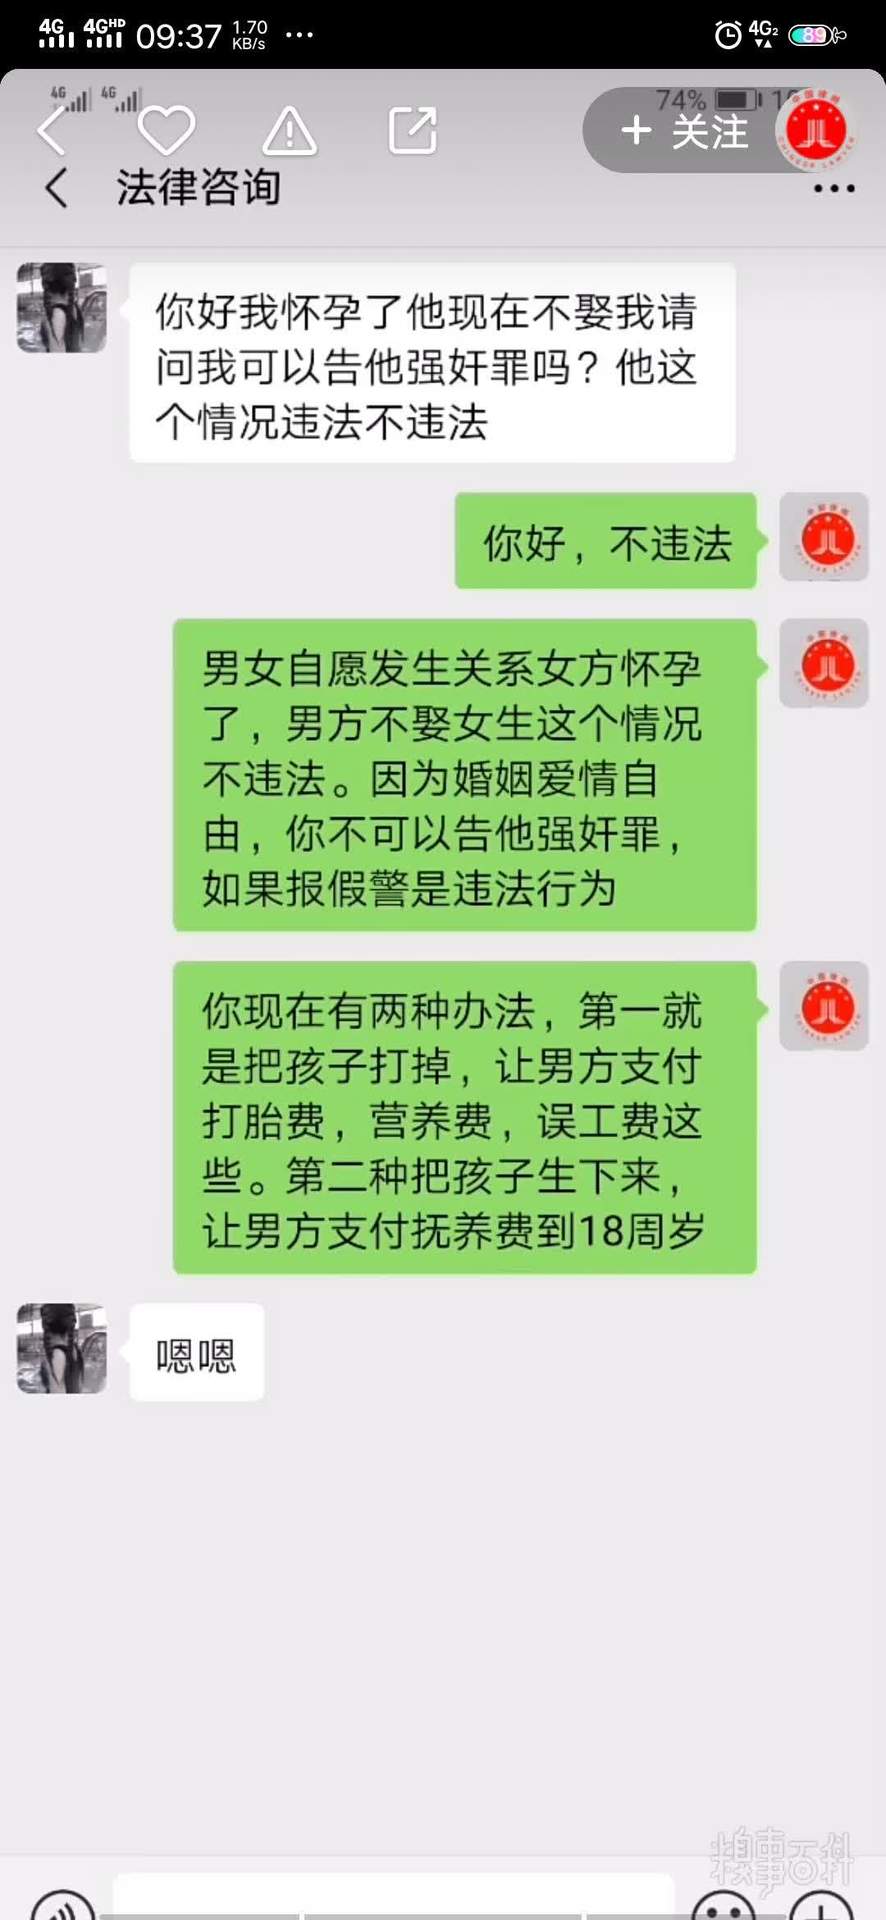 4G 4GHD 09:37 1.70 KB/s ... 4G2 89
4G 4G 74%
+ 关注
法律咨询
你好我怀孕了他现在不娶我请
问我可以告他强奸罪吗？他这
个情况违法不违法
你好，不违法
男女自愿发生关系女方怀孕
了，男方不娶女生这个情况
不违法。因为婚姻爱情自
由，你不可以告他强奸罪，
如果报假警是违法行为
你现在有两种办法，第一就
是把孩子打掉，让男方支付
打胎费，营养费，误工费这
些。第二种把孩子生下来，
让男方支付抚养费到18周岁
嗯嗯
糗事百科